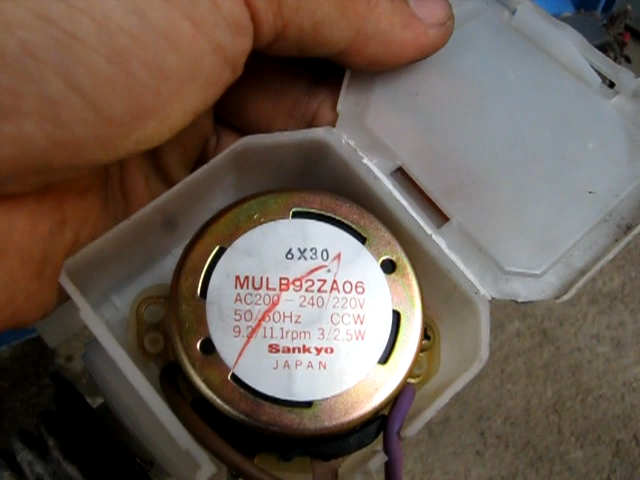 6X30
MULB92ZA06
AC200-240/220V
50/60Hz CCW
9.2/11.1rpm 3/2.5W
Sankyo
JAPAN